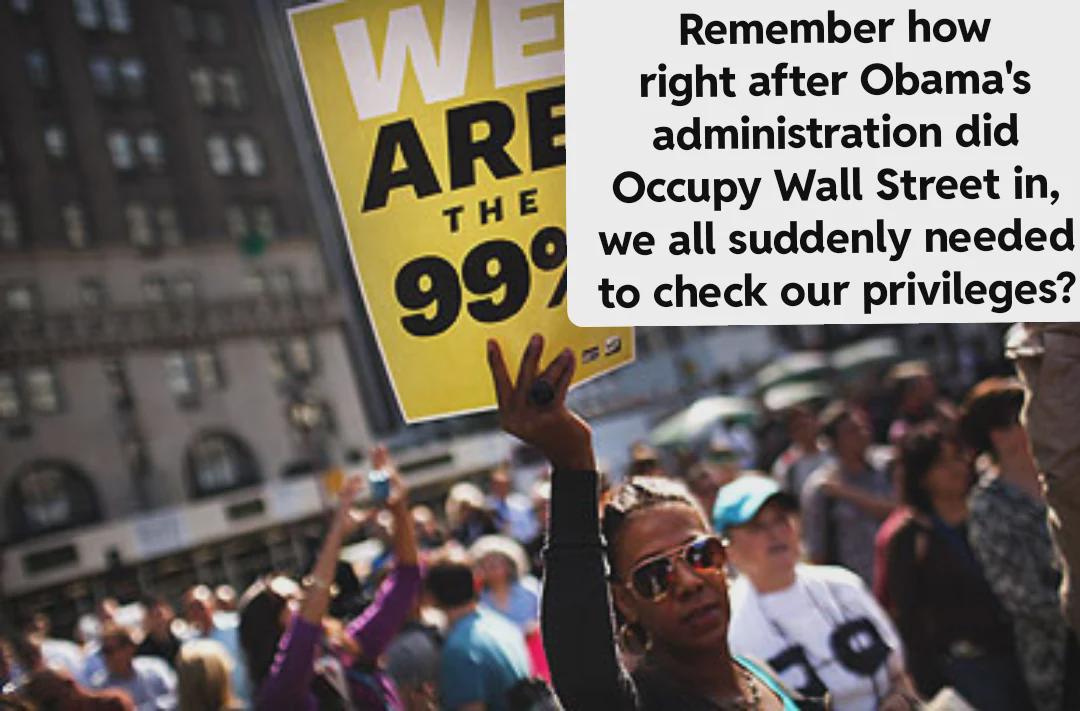 WE
ARE
THE
99%
Remember how
right after Obama's
administration did
Occupy Wall Street in,
we all suddenly needed
to check our privileges?
99